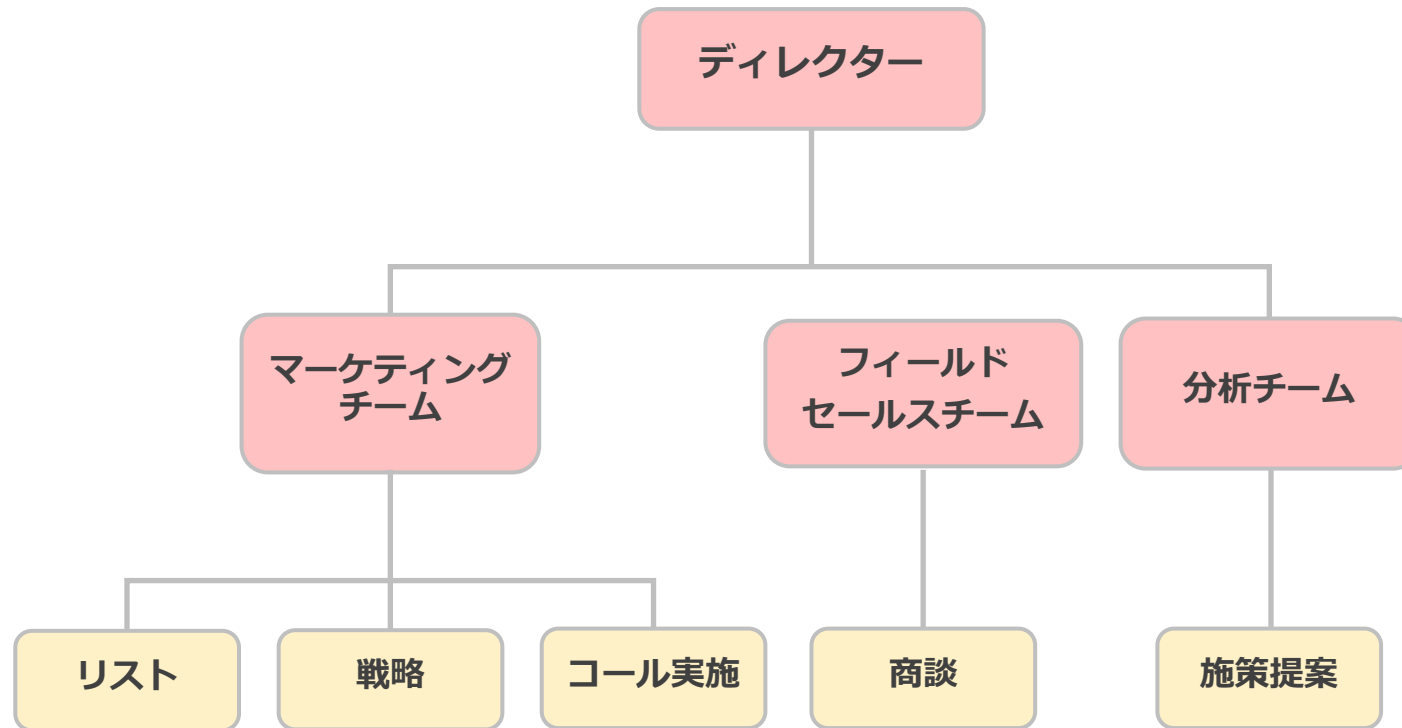 ディレクター
マーケティング
チーム
フィールド
セールスチーム
分析チーム
リスト
戦略
コール実施
商談
施策提案